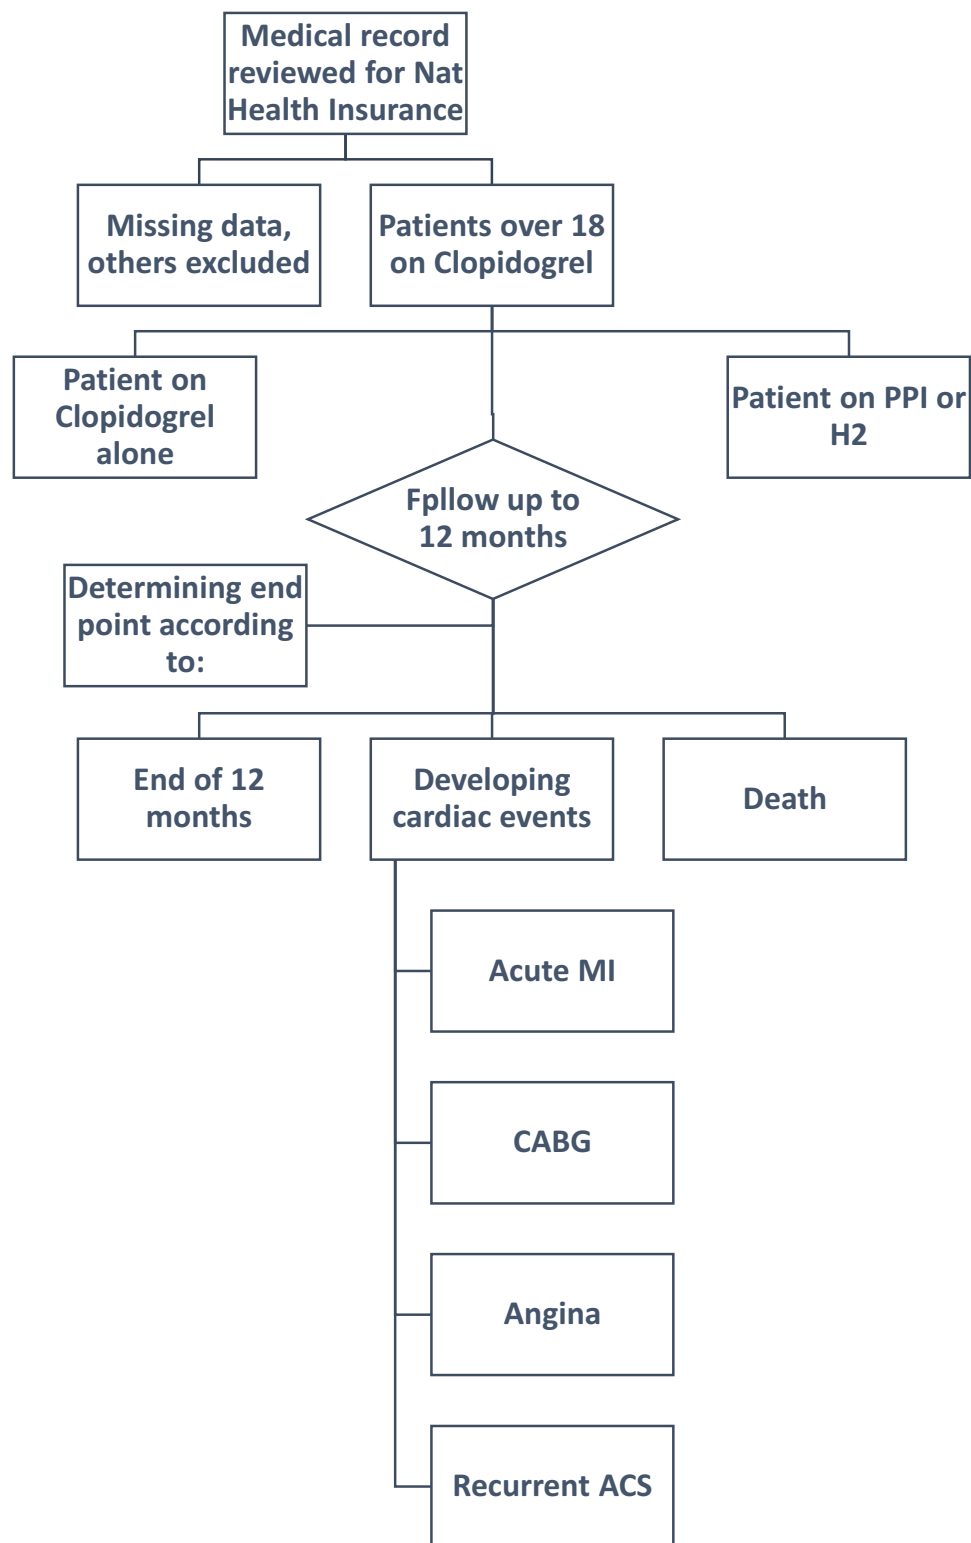 Medical record
reviewed for Nat
Health Insurance
Missing data,
others excluded
Patients over 18
on Clopidogrel
Patient on
Clopidogrel
alone
Patient on PPI or
H2
Fpllow up to
12 months
Determining end
point according
to:
End of 12
months
Developing
cardiac events
Death
Acute MI
CABG
Angina
Recurrent ACS